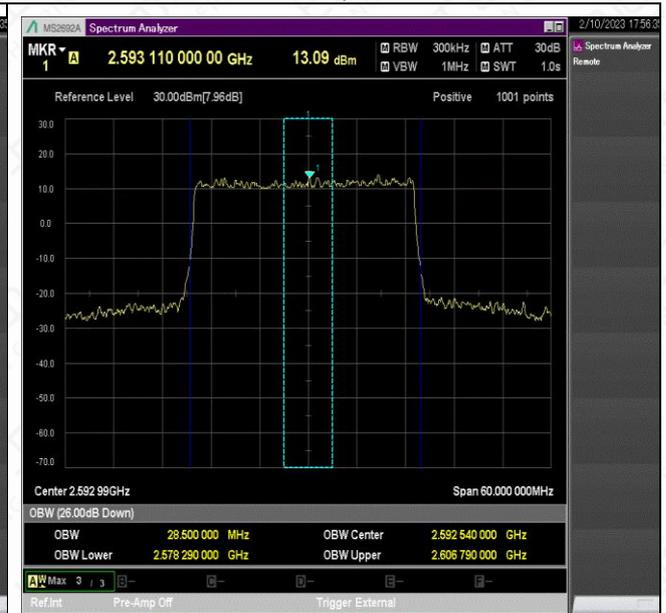 MS2692A Spectrum Analyzer
2/10/2023 17:56:3
MKR 1 A 2.593 110 000 00 GHz 13.09 dBm
RBW 300kHz ATT 30dB
VBW 1MHz SWT 1.0s
Spectrum Analyzer
Remote
Reference Level 30.00dBm[7.96dB] Positive 1001 points
1
30.0
20.0
1
10.0
0.0
-10.0
-20.0
-30.0
-40.0
-50.0
-60.0
-70.0
Center 2.592 99GHz Span 60.000 000MHz
OBW (26.00dB Down)
OBW 28.500 000 MHz OBW Center 2.592 540 000 GHz
OBW Lower 2.578 290 000 GHz OBW Upper 2.606 790 000 GHz
A W Max 3 / 3 B- C- D- E- F-
Ref.Int Pre-Amp Off Trigger External